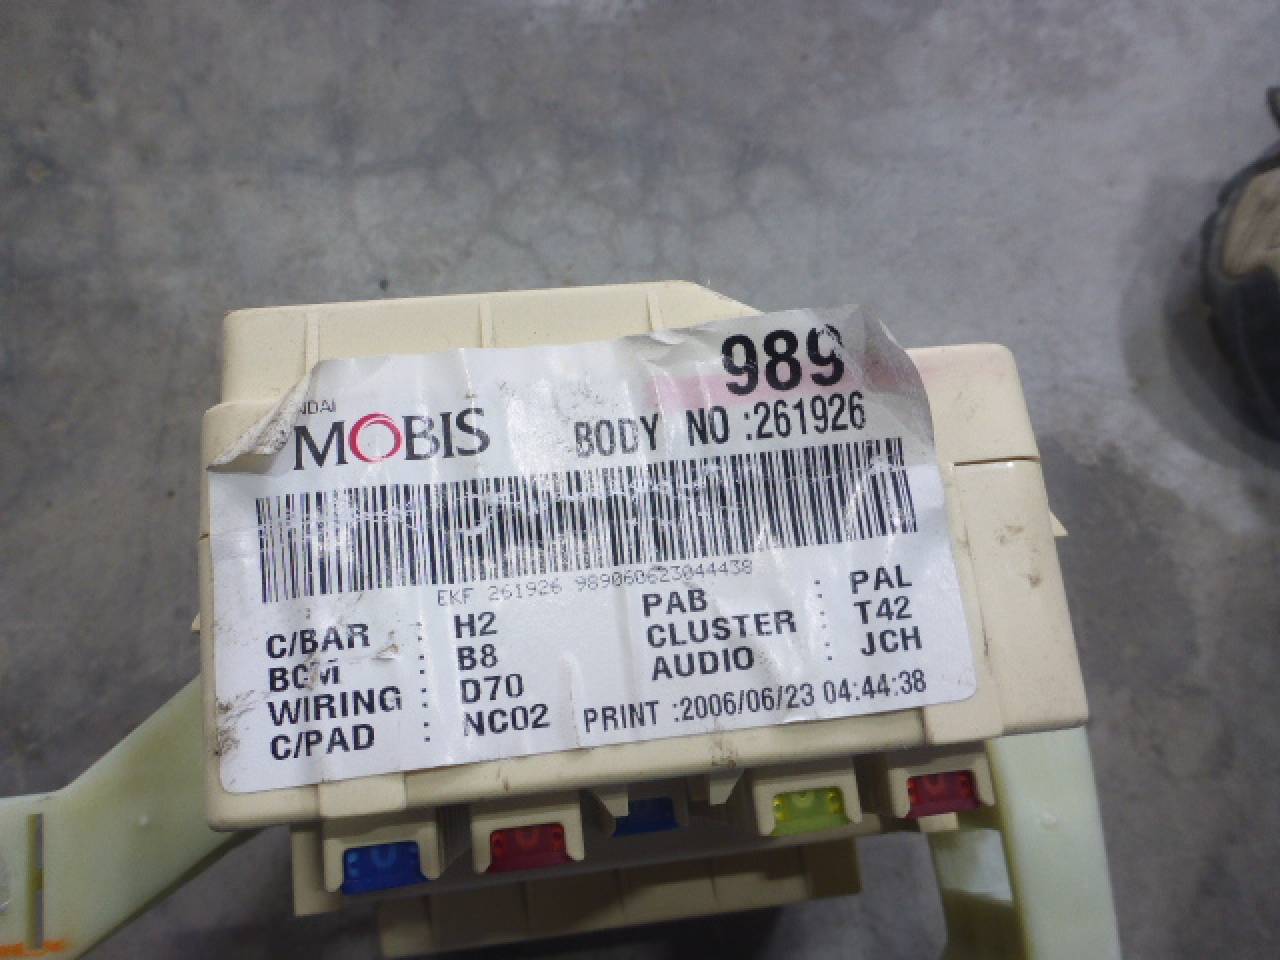 989
NDAI
MOBIS
BODY NO :261926
EKF 261926 989060623044438
C/BAR : H2
BCM : B8
WIRING : D70
C/PAD : NC02
PAB : PAL
CLUSTER : T42
AUDIO : JCH
PRINT :2006/06/23 04:44:38